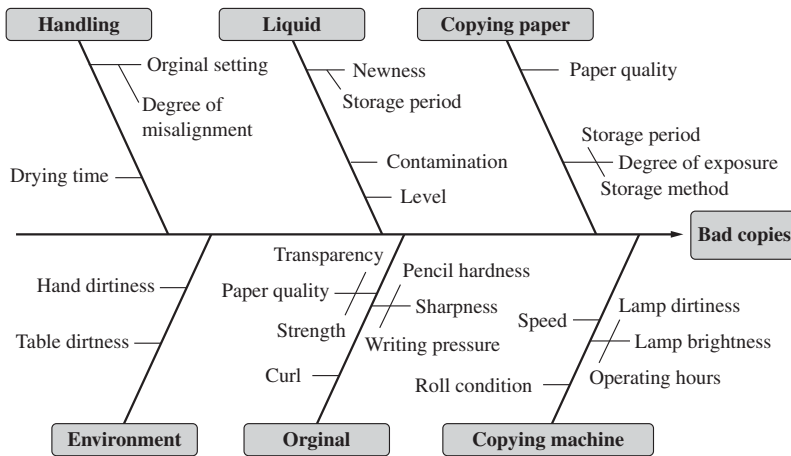 Handling
Liquid
Copying paper
Orginal setting
Degree of
misalignment
Drying time
Newness
Storage period
Contamination
Level
Paper quality
Storage period
Degree of exposure
Storage method
Bad copies
Hand dirtiness
Table dirtness
Transparency
Paper quality
Strength
Curl
Pencil hardness
Sharpness
Writing pressure
Speed
Roll condition
Lamp dirtiness
Lamp brightness
Operating hours
Environment
Orginal
Copying machine